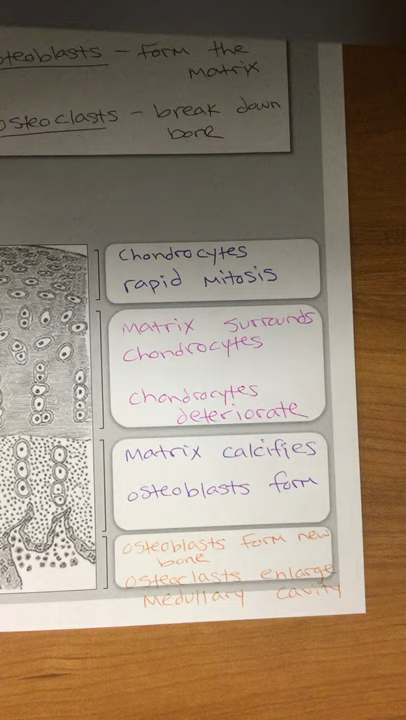 teoblasts - form the
matrix
osteoclasts - break down
bone
Chondrocytes
rapid mitosis
Matrix surrounds
Chondrocytes
Chondrocytes
deteriorate
Matrix calcifies
osteoblasts form
Osteoblasts form new
bone
Osteoclasts enlarge
Medullary cavity